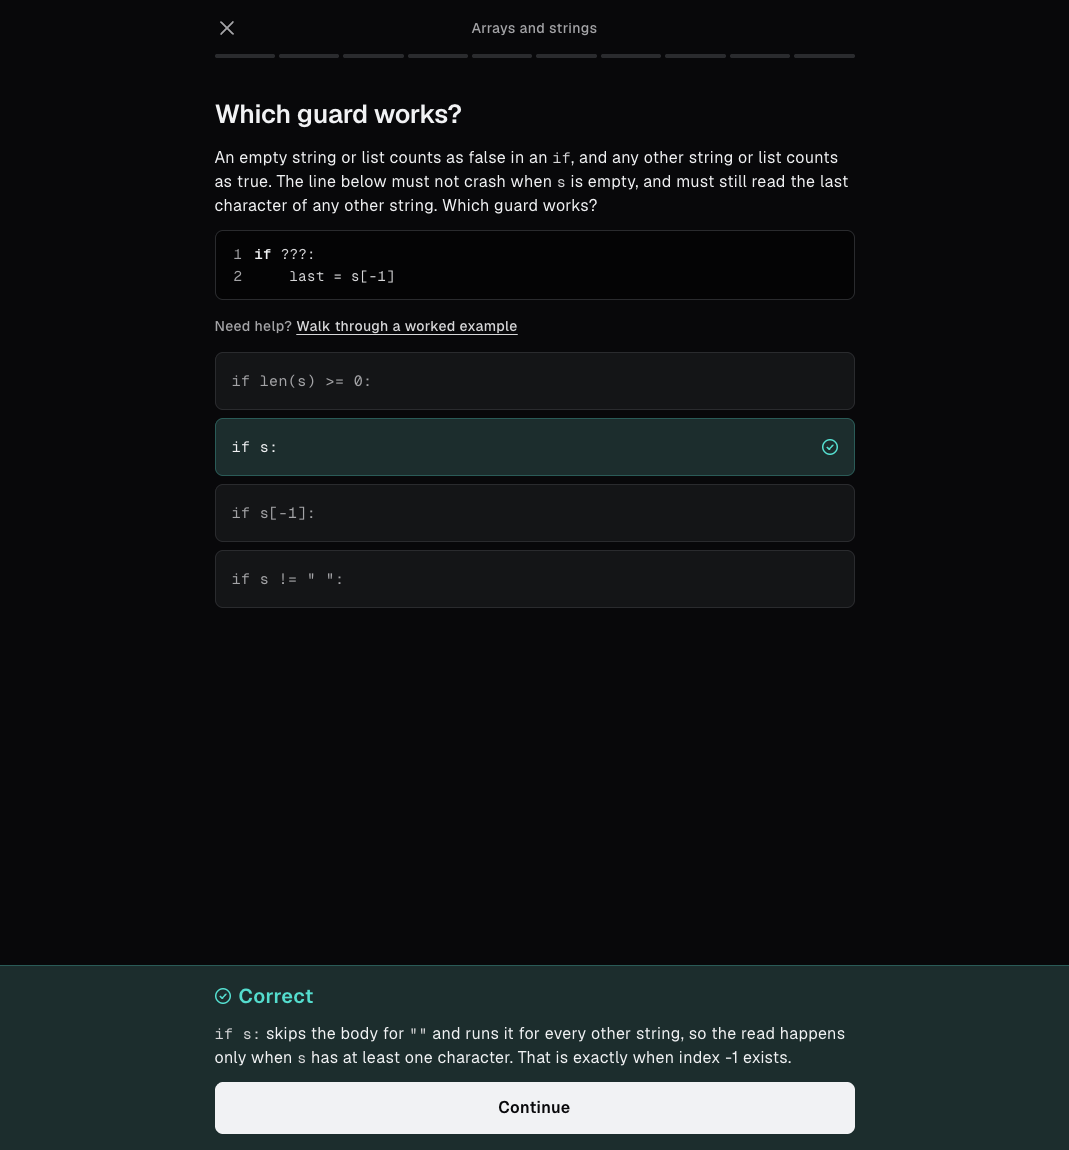 Arrays and strings
Which guard works?
An empty string or list counts as false in an if, and any other string or list counts
as true. The line below must not crash when s is empty, and must still read the last
character of any other string. Which guard works?
1 if ???:
2     last = s[-1]
Need help? Walk through a worked example
if len(s) >= 0:
if s:
if s[-1]:
if s != " ":
Correct
if s: skips the body for "" and runs it for every other string, so the read happens
only when s has at least one character. That is exactly when index -1 exists.
Continue